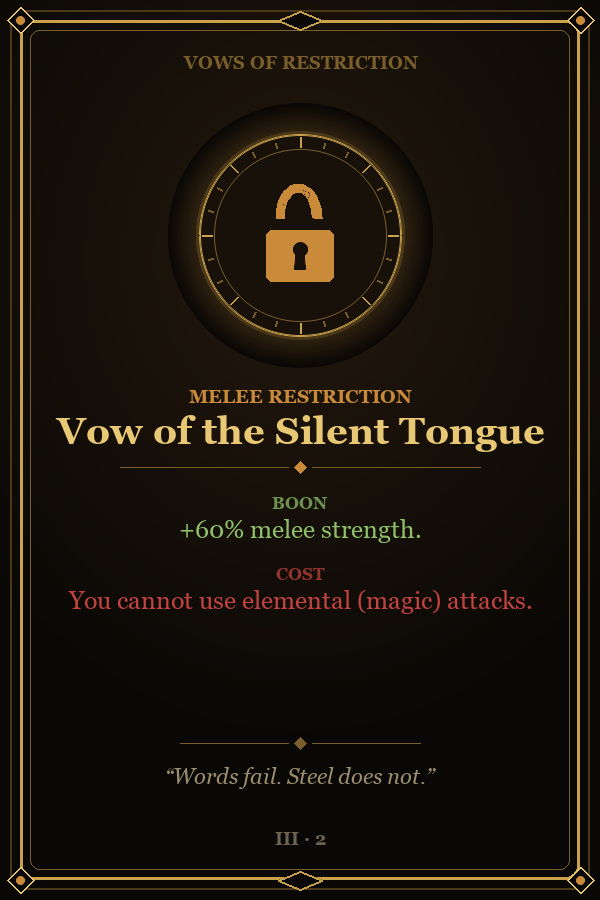 VOWS OF RESTRICTION
MELEE RESTRICTION
Vow of the Silent Tongue
BOON
+60% melee strength.
COST
You cannot use elemental (magic) attacks.
“Words fail. Steel does not.”
III · 2